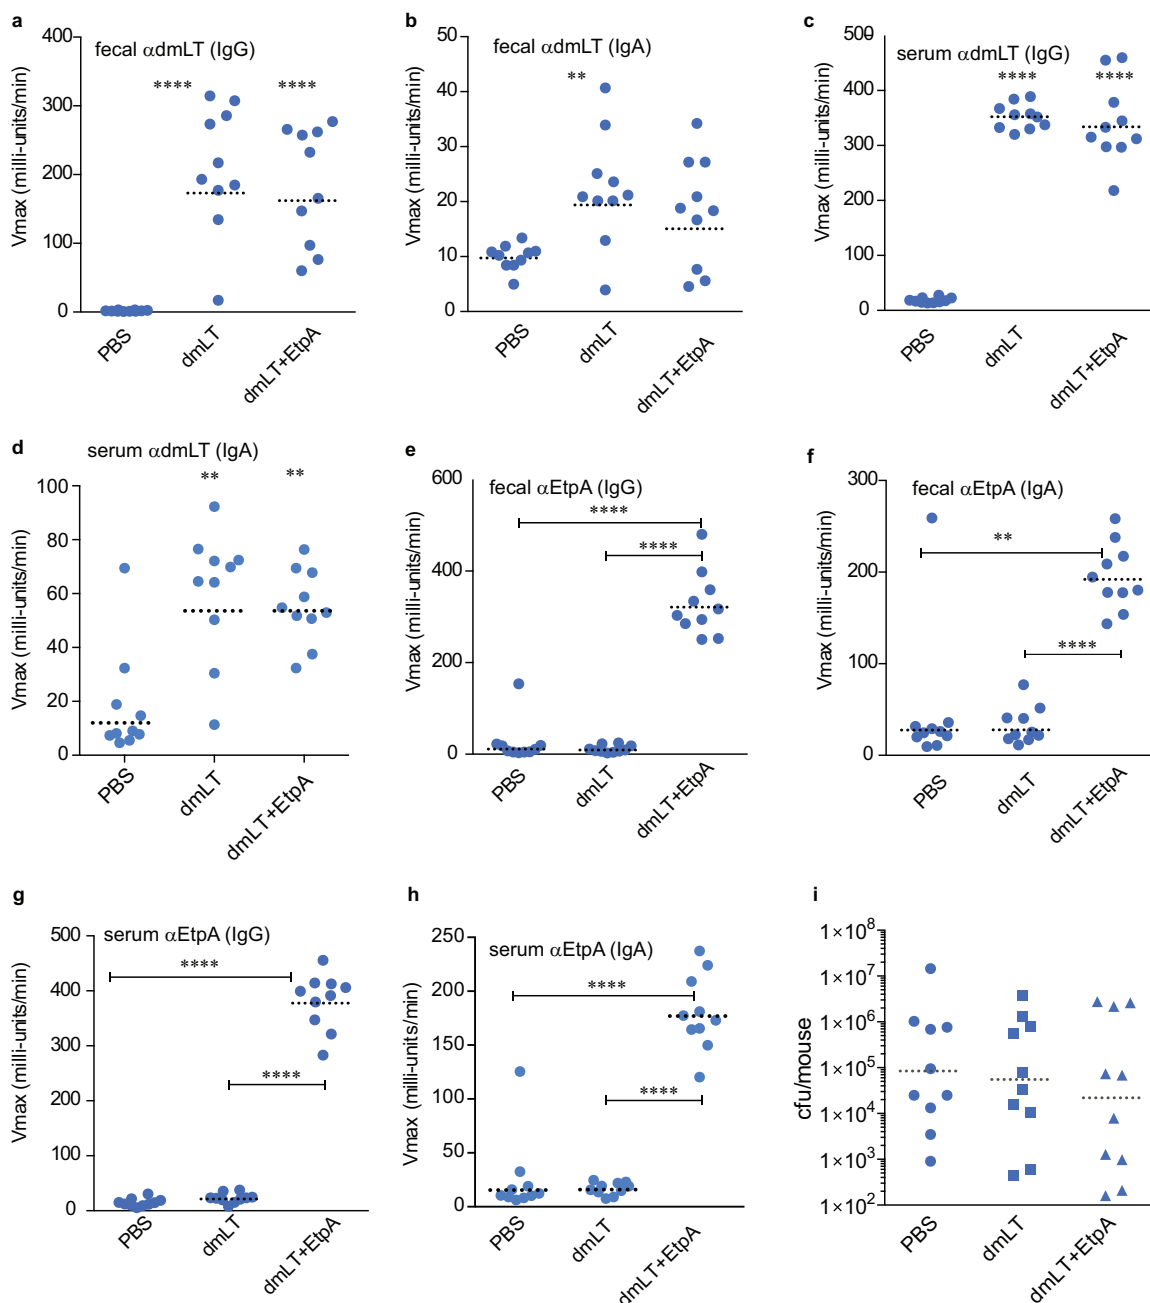 a
fecal αdmLT (IgG)
Vmax (milli-units/min)
400
300
200
100
0
****
****
PBS
dmLT
dmLT+EtpA
b
fecal αdmLT (IgA)
Vmax (milli-units/min)
50
40
30
20
10
0
**
PBS
dmLT
dmLT+EtpA
c
serum αdmLT (IgG)
Vmax (milli-units/min)
500
400
300
200
100
0
****
****
PBS
dmLT
dmLT+EtpA
d
serum αdmLT (IgA)
Vmax (milli-units/min)
100
80
60
40
20
0
**
**
PBS
dmLT
dmLT+EtpA
e
fecal αEtpA (IgG)
Vmax (milli-units/min)
600
400
200
0
****
****
PBS
dmLT
dmLT+EtpA
f
fecal αEtpA (IgA)
Vmax (milli-units/min)
300
200
100
0
**
****
PBS
dmLT
dmLT+EtpA
g
serum αEtpA (IgG)
Vmax (milli-units/min)
500
400
300
200
100
0
****
****
PBS
dmLT
dmLT+EtpA
h
serum αEtpA (IgA)
Vmax (milli-units/min)
250
200
150
100
50
0
****
****
PBS
dmLT
dmLT+EtpA
i
cfu/mouse
1×10⁸
1×10⁷
1×10⁶
1×10⁵
1×10⁴
1×10³
1×10²
PBS
dmLT
dmLT+EtpA